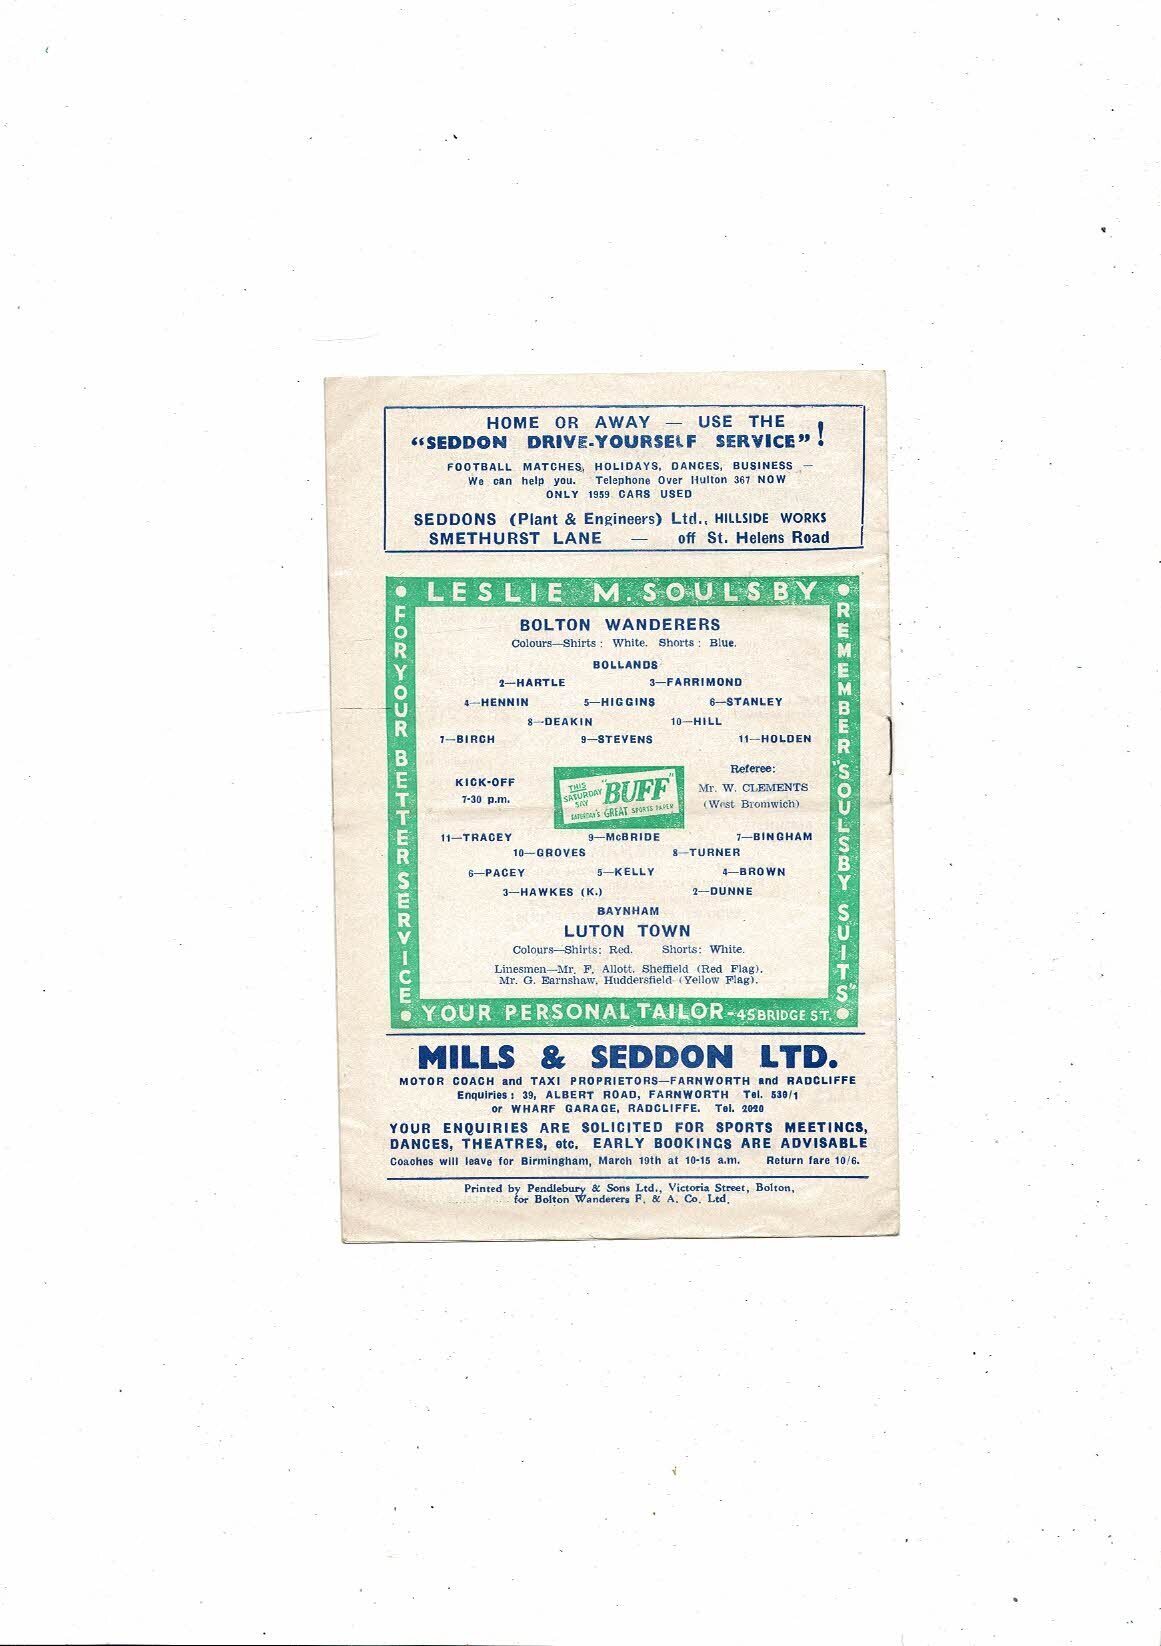 HOME OR AWAY — USE THE
"SEDDON DRIVE-YOURSELF SERVICE"!
FOOTBALL MATCHES, HOLIDAYS, DANCES, BUSINESS —
We can help you. Telephone Over Hulton 367 NOW
ONLY 1959 CARS USED
SEDDONS (Plant & Engineers) Ltd., HILLSIDE WORKS
SMETHURST LANE — off St. Helens Road
• LESLIE M. SOULSBY •
FOR YOUR BETTER SERVICE
REMEMBER "SOULSBY SUITS"
BOLTON WANDERERS
Colours—Shirts: White. Shorts: Blue.
BOLLANDS
2—HARTLE 3—FARRIMOND
4—HENNIN 5—HIGGINS 6—STANLEY
8—DEAKIN 10—HILL
7—BIRCH 9—STEVENS 11—HOLDEN
KICK-OFF
7-30 p.m.
THIS SATURDAY SAY "BUFF"
SATURDAY'S GREAT SPORTS PAPER
Referee:
Mr. W. CLEMENTS
(West Bromwich)
11—TRACEY 9—McBRIDE 7—BINGHAM
10—GROVES 8—TURNER
6—PACEY 5—KELLY 4—BROWN
3—HAWKES (K.) 2—DUNNE
BAYNHAM
LUTON TOWN
Colours—Shirts: Red. Shorts: White.
Linesmen—Mr. F. Allott, Sheffield (Red Flag).
Mr. G. Earnshaw, Huddersfield (Yellow Flag).
• YOUR PERSONAL TAILOR-45 BRIDGE ST. •
MILLS & SEDDON LTD.
MOTOR COACH and TAXI PROPRIETORS—FARNWORTH and RADCLIFFE
Enquiries: 39, ALBERT ROAD, FARNWORTH Tel. 530/1
or WHARF GARAGE, RADCLIFFE. Tel. 2020
YOUR ENQUIRIES ARE SOLICITED FOR SPORTS MEETINGS,
DANCES, THEATRES, etc. EARLY BOOKINGS ARE ADVISABLE
Coaches will leave for Birmingham, March 19th at 10-15 a.m. Return fare 10/6.
Printed by Pendlebury & Sons Ltd., Victoria Street, Bolton,
for Bolton Wanderers F. & A. Co. Ltd.